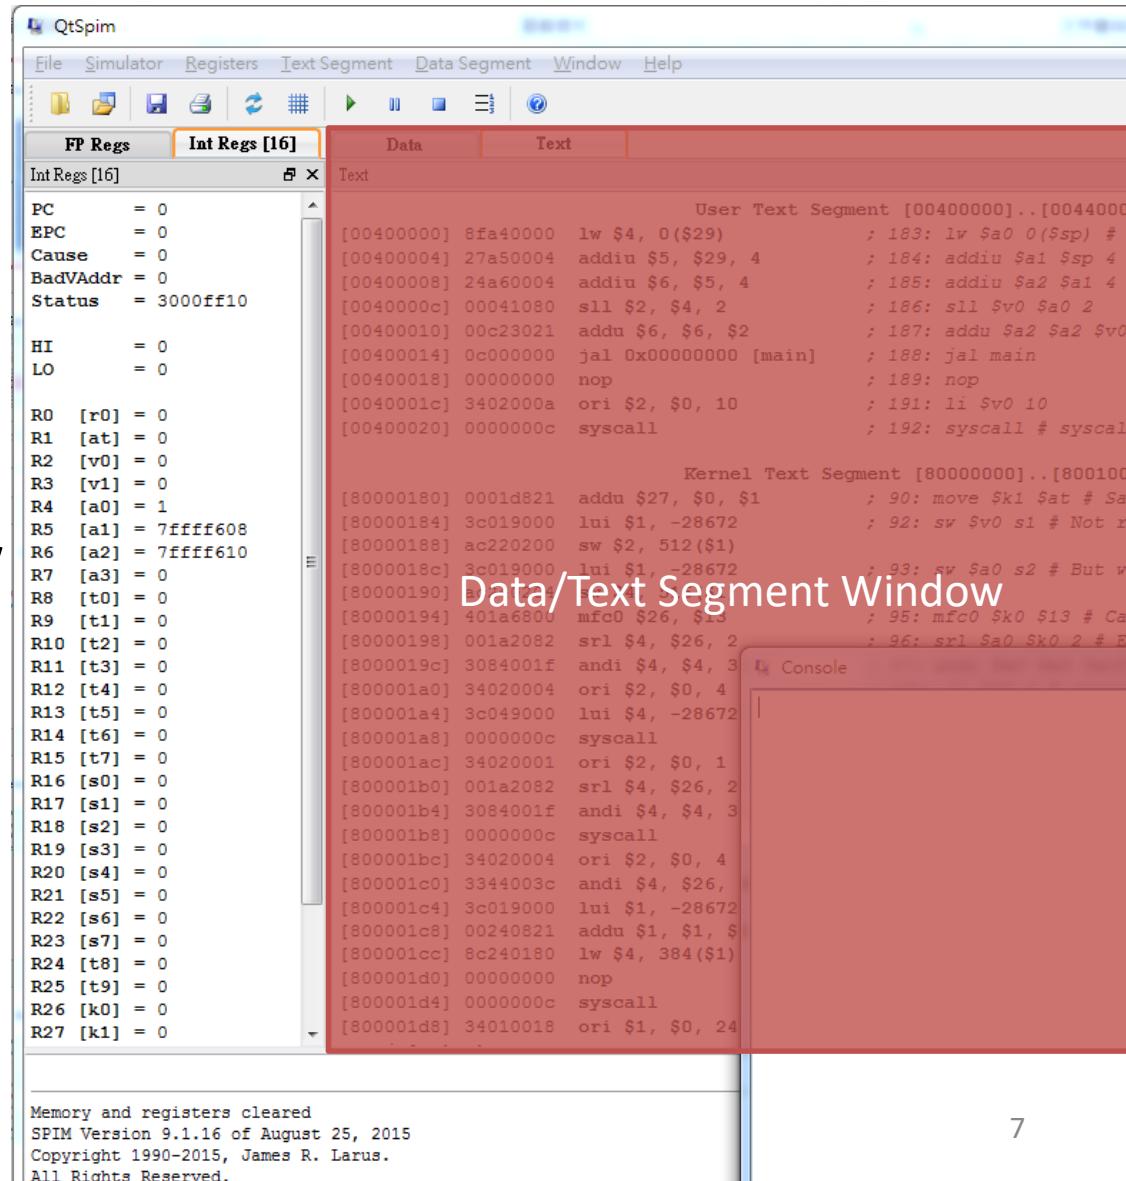 QtSpim
File Simulator Registers Text Segment Data Segment Window Help
FP Regs Int Regs [16] Data Text
Int Regs [16] Text
PC = 0
EPC = 0
Cause = 0
BadVAddr = 0
Status = 3000ff10
HI = 0
LO = 0
R0 [r0] = 0
R1 [at] = 0
R2 [v0] = 0
R3 [v1] = 0
R4 [a0] = 1
R5 [a1] = 7ffff608
R6 [a2] = 7ffff610
R7 [a3] = 0
R8 [t0] = 0
R9 [t1] = 0
R10 [t2] = 0
R11 [t3] = 0
R12 [t4] = 0
R13 [t5] = 0
R14 [t6] = 0
R15 [t7] = 0
R16 [s0] = 0
R17 [s1] = 0
R18 [s2] = 0
R19 [s3] = 0
R20 [s4] = 0
R21 [s5] = 0
R22 [s6] = 0
R23 [s7] = 0
R24 [t8] = 0
R25 [t9] = 0
R26 [k0] = 0
R27 [k1] = 0
User Text Segment [00400000]..[0044000
[00400000] 8fa40000 lw $4, 0($29) ; 183: lw $a0 0($sp) #
[00400004] 27a50004 addiu $5, $29, 4 ; 184: addiu $a1 $sp 4
[00400008] 24a60004 addiu $6, $5, 4 ; 185: addiu $a2 $a1 4
[0040000c] 00041080 sll $2, $4, 2 ; 186: sll $v0 $a0 2
[00400010] 00c23021 addu $6, $6, $2 ; 187: addu $a2 $a2 $v0
[00400014] 0c000000 jal 0x00000000 [main] ; 188: jal main
[00400018] 00000000 nop ; 189: nop
[0040001c] 3402000a ori $2, $0, 10 ; 191: li $v0 10
[00400020] 0000000c syscall ; 192: syscall # syscal
Kernel Text Segment [80000000]..[800100
[80000180] 0001d821 addu $27, $0, $1 ; 90: move $k1 $at # Sa
[80000184] 3c019000 lui $1, -28672 ; 92: sw $v0 s1 # Not r
[80000188] ac220200 sw $2, 512($1)
[8000018c] 3c019000 lui $1, -28672 ; 93: sw $a0 s2 # But w
[80000190]
Data/Text Segment Window
[80000194] 401a6800 mfc0 $26, $13 ; 95: mfc0 $k0 $13 # Ca
[80000198] 001a2082 srl $4, $26, 2 ; 96: srl $a0 $k0 2 # E
[8000019c] 3084001f andi $4, $4, 3
[800001a0] 34020004 ori $2, $0, 4
[800001a4] 3c049000 lui $4, -28672
[800001a8] 0000000c syscall
[800001ac] 34020001 ori $2, $0, 1
[800001b0] 001a2082 srl $4, $26, 2
[800001b4] 3084001f andi $4, $4, 3
[800001b8] 0000000c syscall
[800001bc] 34020004 ori $2, $0, 4
[800001c0] 3344003c andi $4, $26,
[800001c4] 3c019000 lui $1, -28672
[800001c8] 00240821 addu $1, $1, $
[800001cc] 8c240180 lw $4, 384($1)
[800001d0] 00000000 nop
[800001d4] 0000000c syscall
[800001d8] 34010018 ori $1, $0, 24
Console
Memory and registers cleared
SPIM Version 9.1.16 of August 25, 2015
Copyright 1990-2015, James R. Larus.
All Rights Reserved.
7